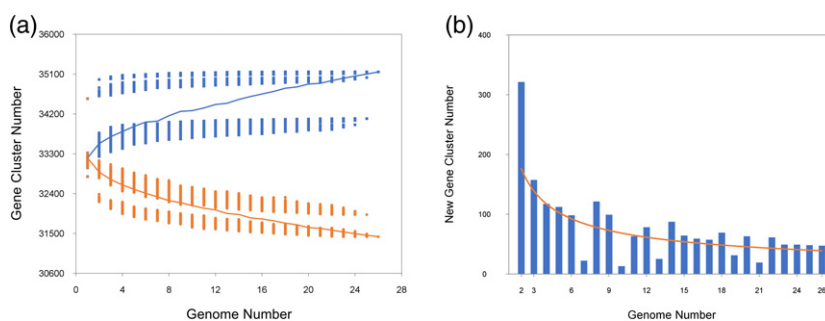 (a)
36000
35100
34200
33300
32400
31500
30600
Gene Cluster Number
0 4 8 12 16 20 24 28
Genome Number
(b)
400
300
200
100
0
New Gene Cluster Number
2 3 6 9 12 15 18 21 24 26
Genome Number